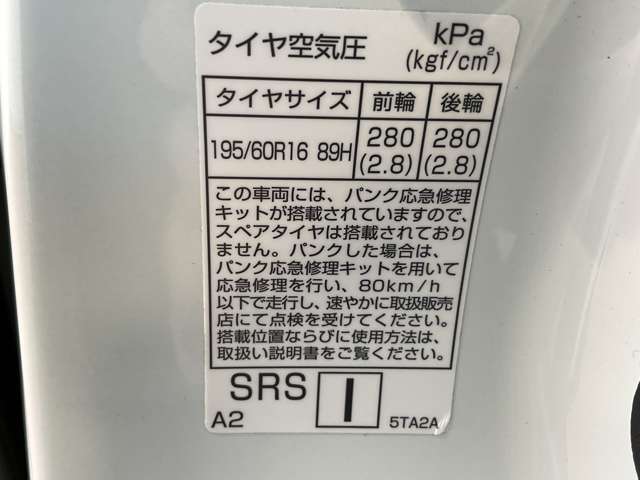 タイヤ空気圧 kPa
(kgf/cm²)
タイヤサイズ 前輪 後輪
195/60R16 89H 280 280
(2.8) (2.8)
この車両には、パンク応急修理
キットが搭載されていますので、
スペアタイヤは搭載されており
ません。パンクした場合は、
パンク応急修理キットを用いて
応急修理を行い、80km/h
以下で走行し、速やかに取扱販売
店にて点検を受けてください。
搭載位置ならびに使用方法は、
取扱い説明書をご覧ください。
SRS I
A2 5TA2A